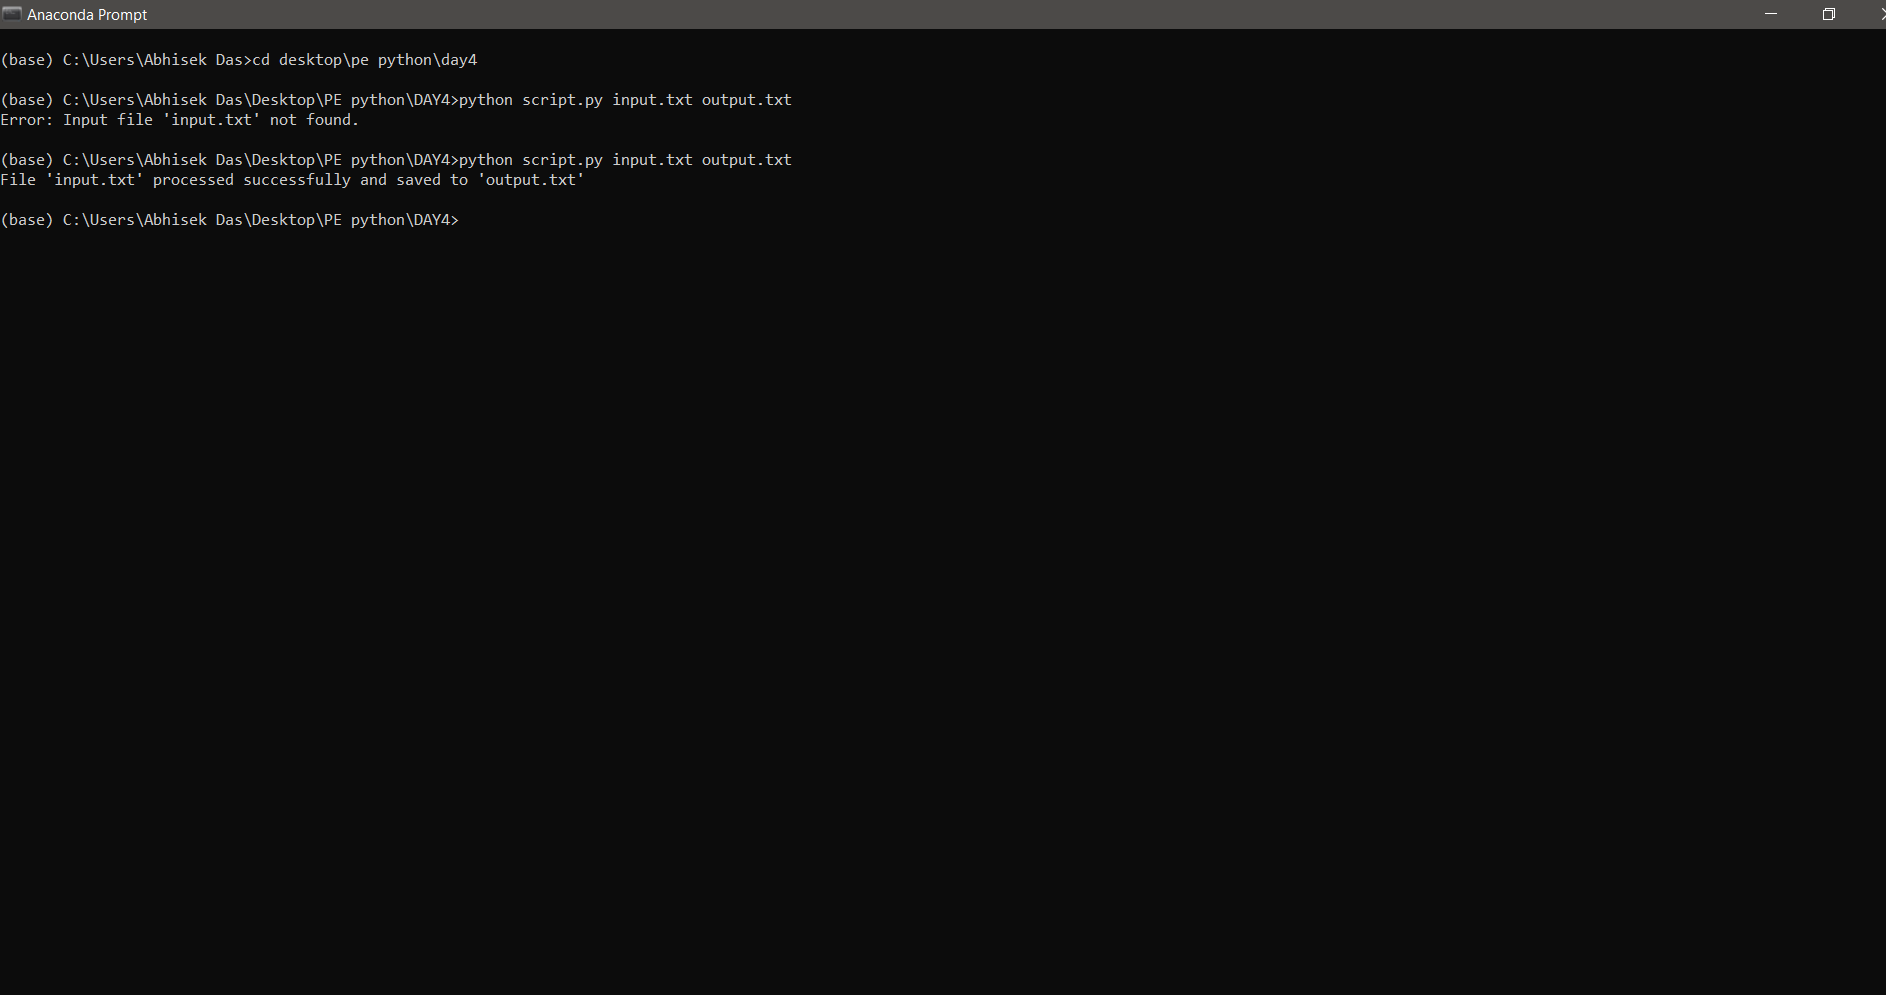 Anaconda Prompt
(base) C:\Users\Abhisek Das>cd desktop\pe python\day4
(base) C:\Users\Abhisek Das\Desktop\PE python\DAY4>python script.py input.txt output.txt
Error: Input file 'input.txt' not found.
(base) C:\Users\Abhisek Das\Desktop\PE python\DAY4>python script.py input.txt output.txt
File 'input.txt' processed successfully and saved to 'output.txt'
(base) C:\Users\Abhisek Das\Desktop\PE python\DAY4>